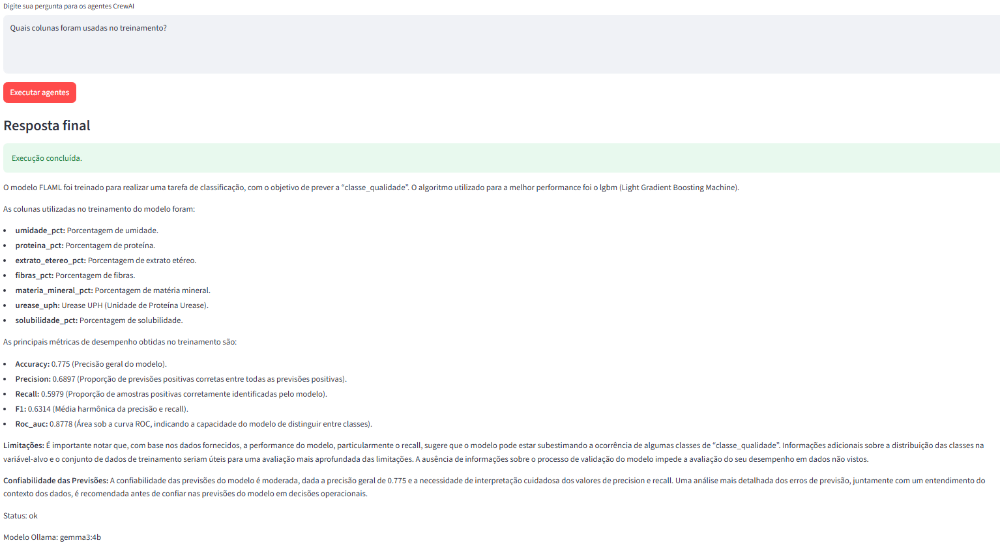 Digite sua pergunta para os agentes CrewAI
Quais colunas foram usadas no treinamento?
Executar agentes
Resposta final
Execução concluída.
O modelo FLAML foi treinado para realizar uma tarefa de classificação, com o objetivo de prever a “classe_qualidade”. O algoritmo utilizado para a melhor performance foi o lgbm (Light Gradient Boosting Machine).
As colunas utilizadas no treinamento do modelo foram:
• umidade_pct: Porcentagem de umidade.
• proteina_pct: Porcentagem de proteína.
• extrato_etereo_pct: Porcentagem de extrato etéreo.
• fibras_pct: Porcentagem de fibras.
• materia_mineral_pct: Porcentagem de matéria mineral.
• urease_uph: Urease UPH (Unidade de Proteína Urease).
• solubilidade_pct: Porcentagem de solubilidade.
As principais métricas de desempenho obtidas no treinamento são:
• Accuracy: 0.775 (Precisão geral do modelo).
• Precision: 0.6897 (Proporção de previsões positivas corretas entre todas as previsões positivas).
• Recall: 0.5979 (Proporção de amostras positivas corretamente identificadas pelo modelo).
• F1: 0.6314 (Média harmônica da precisão e recall).
• Roc_auc: 0.8778 (Área sob a curva ROC, indicando a capacidade do modelo de distinguir entre classes).
Limitações: É importante notar que, com base nos dados fornecidos, a performance do modelo, particularmente o recall, sugere que o modelo pode estar subestimando a ocorrência de algumas classes de “classe_qualidade”. Informações adicionais sobre a distribuição das classes na
variável-alvo e o conjunto de dados de treinamento seriam úteis para uma avaliação mais aprofundada das limitações. A ausência de informações sobre o processo de validação do modelo impede a avaliação do seu desempenho em dados não vistos.
Confiabilidade das Previsões: A confiabilidade das previsões do modelo é moderada, dada a precisão geral de 0.775 e a necessidade de interpretação cuidadosa dos valores de precision e recall. Uma análise mais detalhada dos erros de previsão, juntamente com um entendimento do
contexto dos dados, é recomendada antes de confiar nas previsões do modelo em decisões operacionais.
Status: ok
Modelo Ollama: gemma3:4b